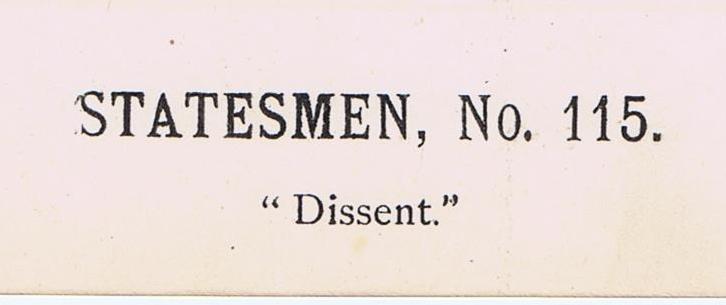 STATESMEN, No. 115.
“ Dissent.”